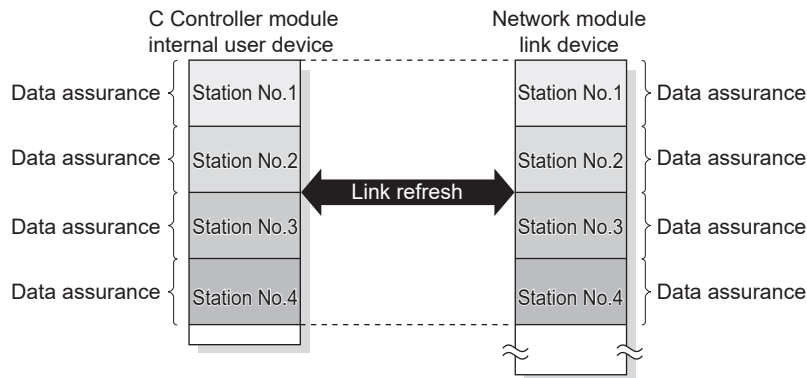 C Controller module
internal user device
Network module
link device
Data assurance
Station No.1
Station No.1
Data assurance
Data assurance
Station No.2
Station No.2
Data assurance
Link refresh
Data assurance
Station No.3
Station No.3
Data assurance
Data assurance
Station No.4
Station No.4
Data assurance